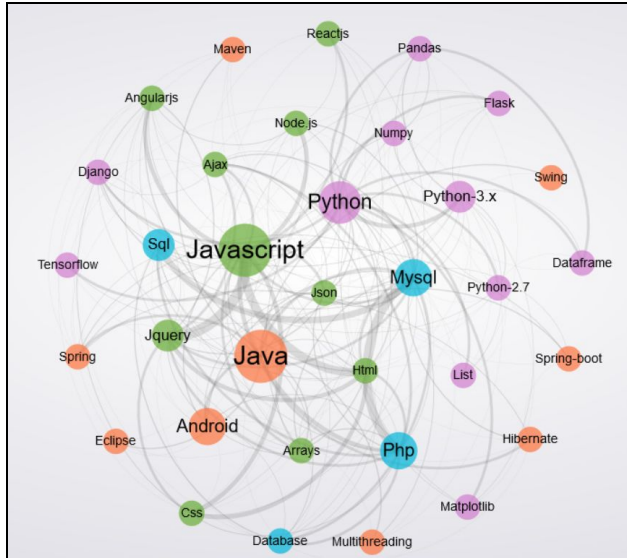 Reactjs
Maven
Pandas
Angularjs
Flask
Node.js
Numpy
Ajax
Django
Swing
Python
Python-3.x
Sql
Javascript
Tensorflow
Dataframe
Mysql
Python-2.7
Json
Jquery
Java
Spring
Spring-boot
Html
List
Android
Eclipse
Hibernate
Arrays
Php
Matplotlib
Css
Database
Multithreading